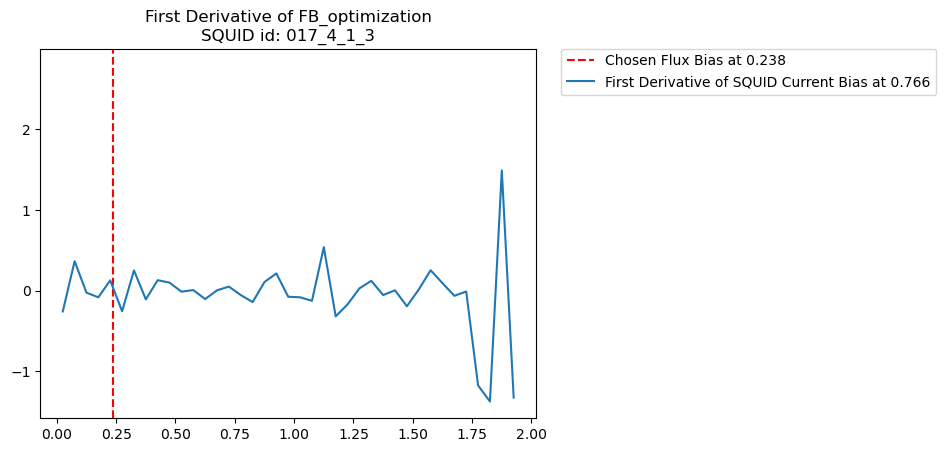 First Derivative of FB_optimization
SQUID id: 017_4_1_3
Chosen Flux Bias at 0.238
First Derivative of SQUID Current Bias at 0.766
2
1
0
−1
0.00 0.25 0.50 0.75 1.00 1.25 1.50 1.75 2.00